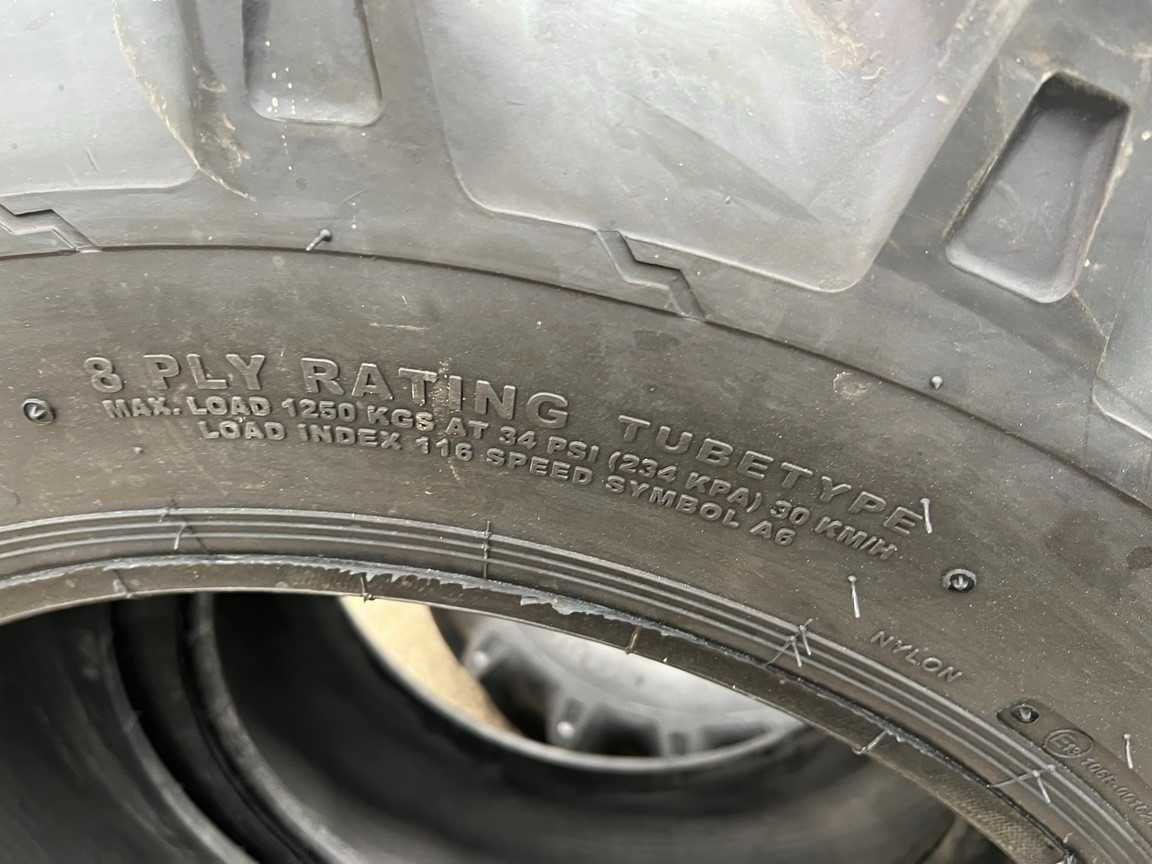 8 PLY RATING TUBETYPE
MAX. LOAD 1250 KGS AT 34 PSI (234 KPA) 30 KM/H
LOAD INDEX 116 SPEED SYMBOL A6
NYLON